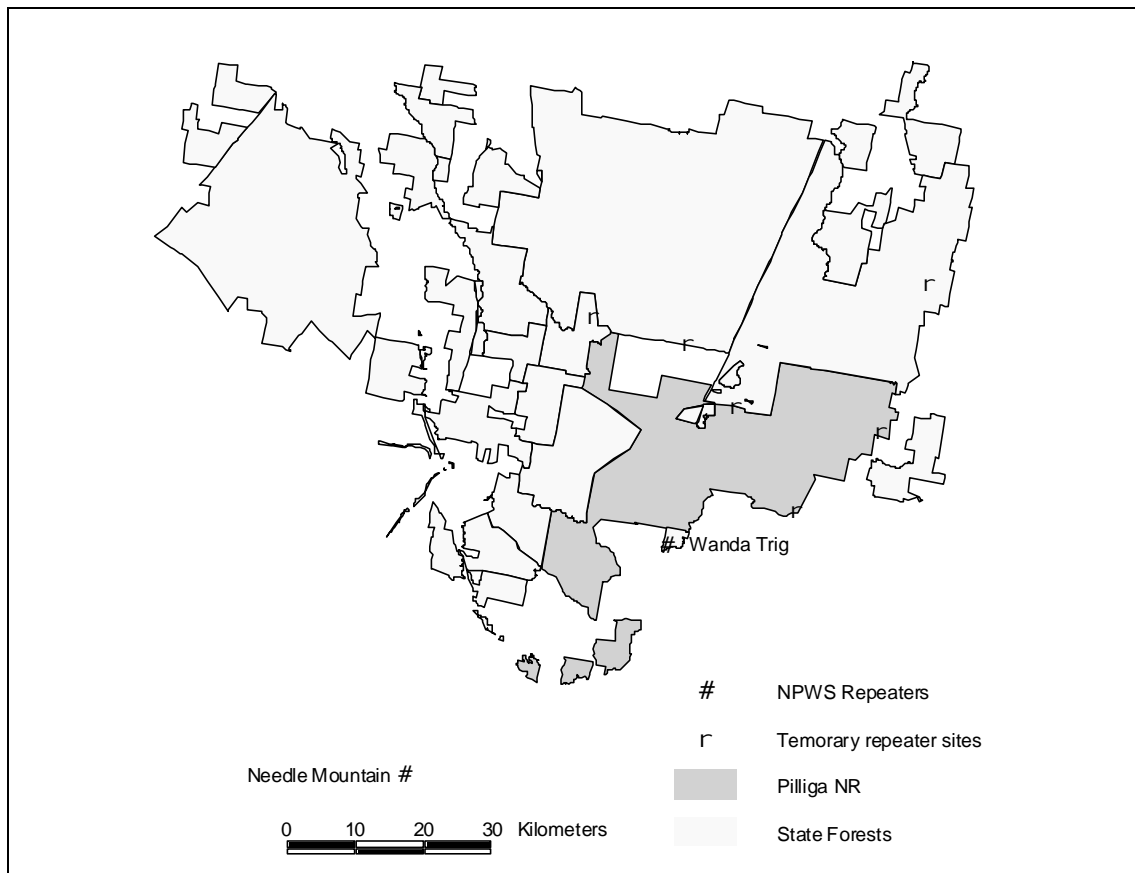 r
r
r
r
r
r
# Wanda Trig
# NPWS Repeaters
r Temorary repeater sites
Needle Mountain #
Pilliga NR
0 10 20 30 Kilometers
State Forests